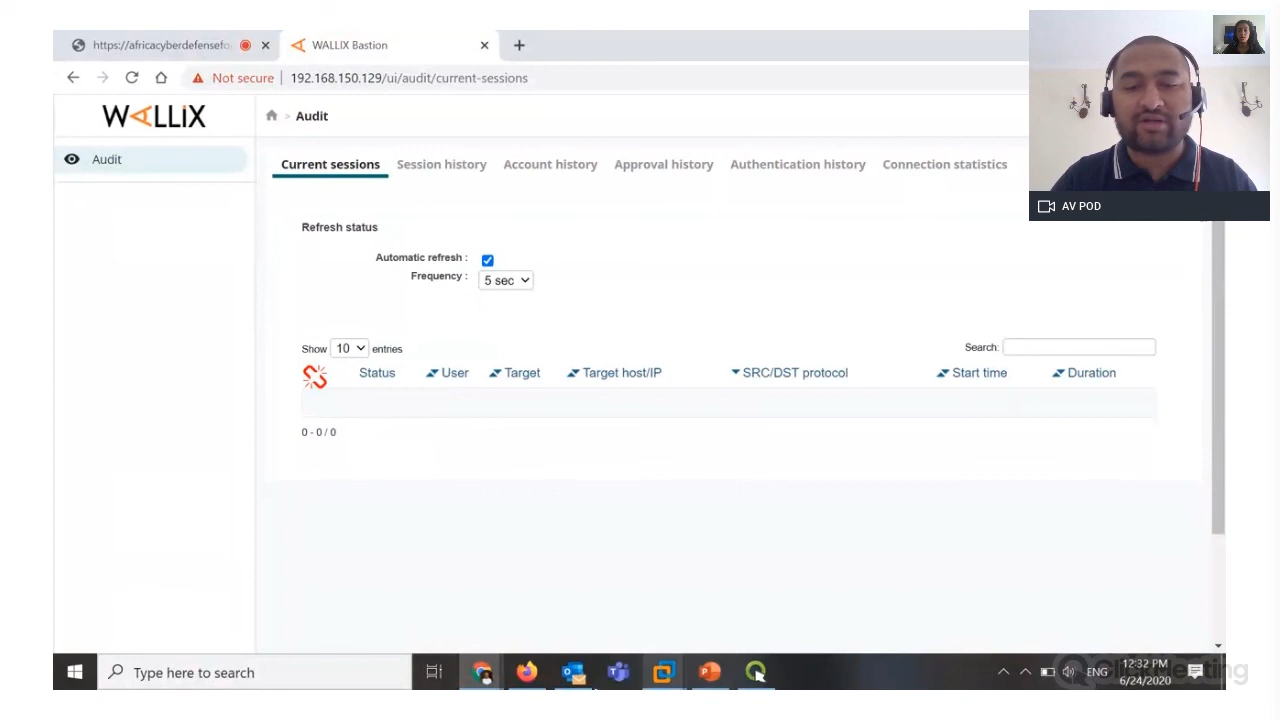 https://africacyberdefensefo
WALLIX Bastion
Not secure
192.168.150.129/ui/audit/current-sessions
AV POD
WALLIX
Audit
Audit
Current sessions
Session history
Account history
Approval history
Authentication history
Connection statistics
Refresh status
Automatic refresh :
Frequency :
5 sec
Show 10 entries
Search:
Status
User
Target
Target host/IP
SRC/DST protocol
Start time
Duration
0 - 0 / 0
Type here to search
ENG
12:32 PM
6/24/2020
ClickMeeting